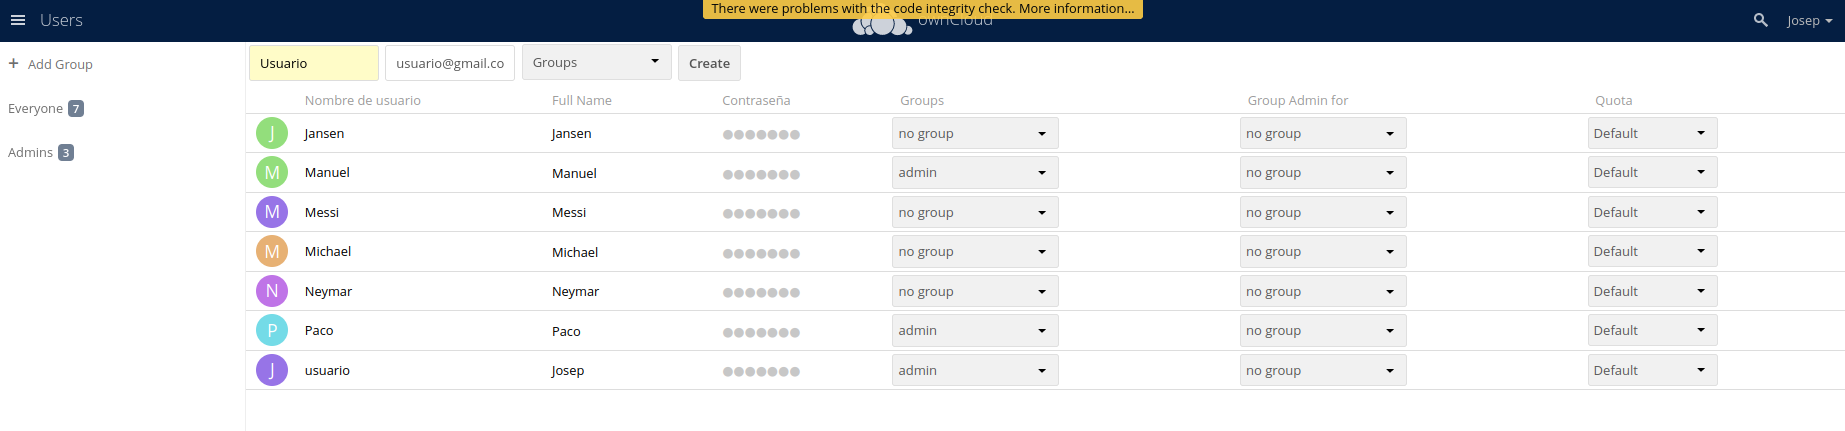 There were problems with the code integrity check. More information...
Users
ownCloud
Josep
Add Group
Everyone 7
Admins 3
Usuario usuario@gmail.co Groups Create
Nombre de usuario Full Name Contraseña Groups Group Admin for Quota
J Jansen Jansen no group no group Default
M Manuel Manuel admin no group Default
M Messi Messi no group no group Default
M Michael Michael no group no group Default
N Neymar Neymar no group no group Default
P Paco Paco admin no group Default
J usuario Josep admin no group Default